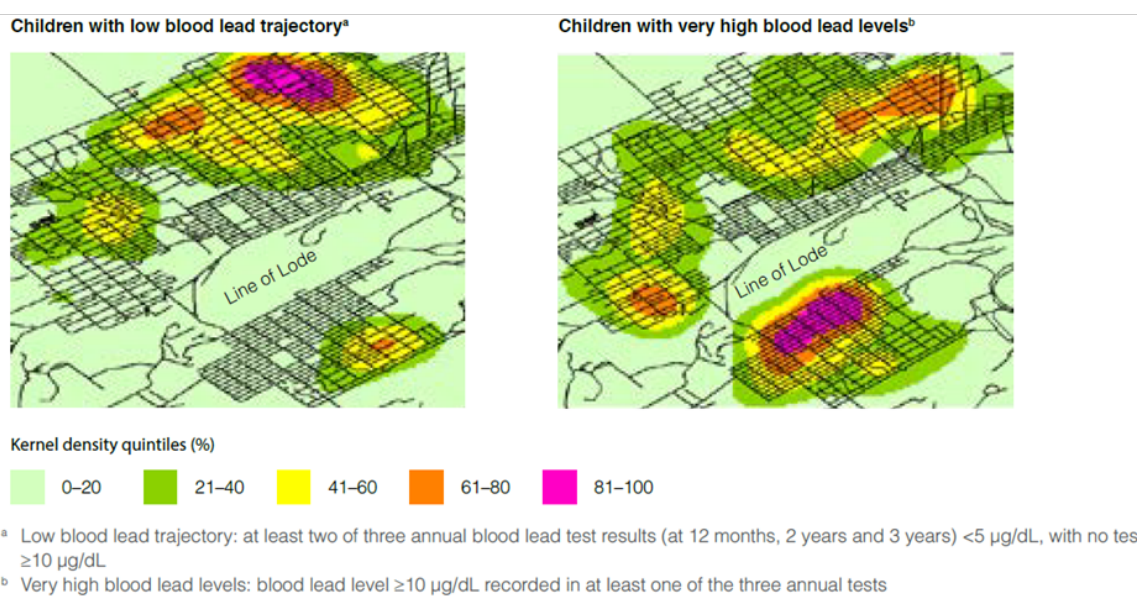 Children with low blood lead trajectoryᵃ
Children with very high blood lead levelsᵇ
Line of Lode
Line of Lode
Kernel density quintiles (%)
0–20
21–40
41–60
61–80
81–100
ᵃ Low blood lead trajectory: at least two of three annual blood lead test results (at 12 months, 2 years and 3 years) <5 µg/dL, with no tes
≥10 µg/dL
ᵇ Very high blood lead levels: blood lead level ≥10 µg/dL recorded in at least one of the three annual tests